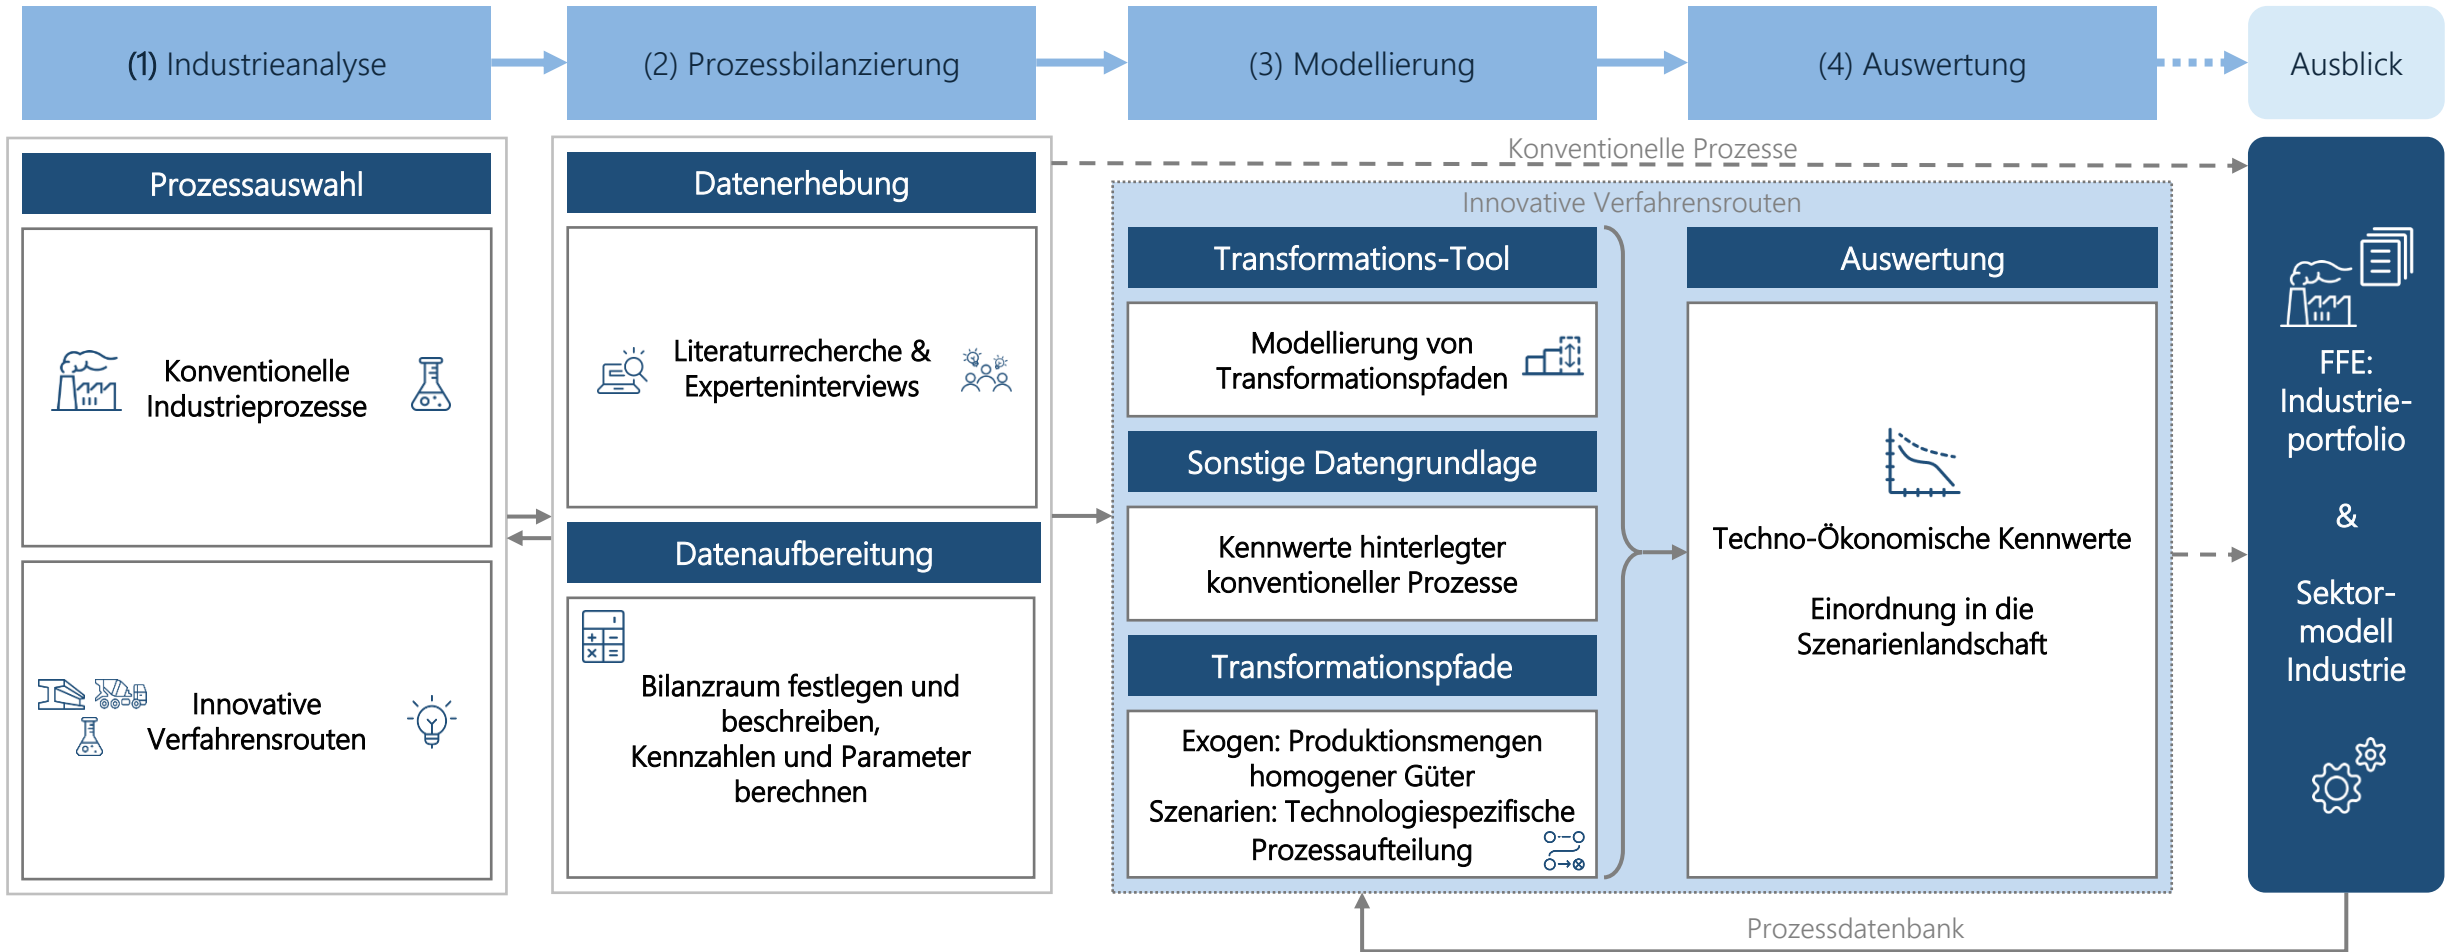 (1) Industrieanalyse
(2) Prozessbilanzierung
(3) Modellierung
(4) Auswertung
Ausblick
Prozessauswahl
Konventionelle
Industrieprozesse
Innovative
Verfahrensrouten
Datenerhebung
Literaturrecherche &
Experteninterviews
Datenaufbereitung
Bilanzraum festlegen und
beschreiben,
Kennzahlen und Parameter
berechnen
Konventionelle Prozesse
Innovative Verfahrensrouten
Transformations-Tool
Modellierung von
Transformationspfaden
Sonstige Datengrundlage
Kennwerte hinterlegter
konventioneller Prozesse
Transformationspfade
Exogen: Produktionsmengen
homogener Güter
Szenarien: Technologiespezifische
Prozessaufteilung
Auswertung
Techno-Ökonomische Kennwerte
Einordnung in die
Szenarienlandschaft
FFE:
Industrie-
portfolio
&
Sektor-
modell
Industrie
Prozessdatenbank